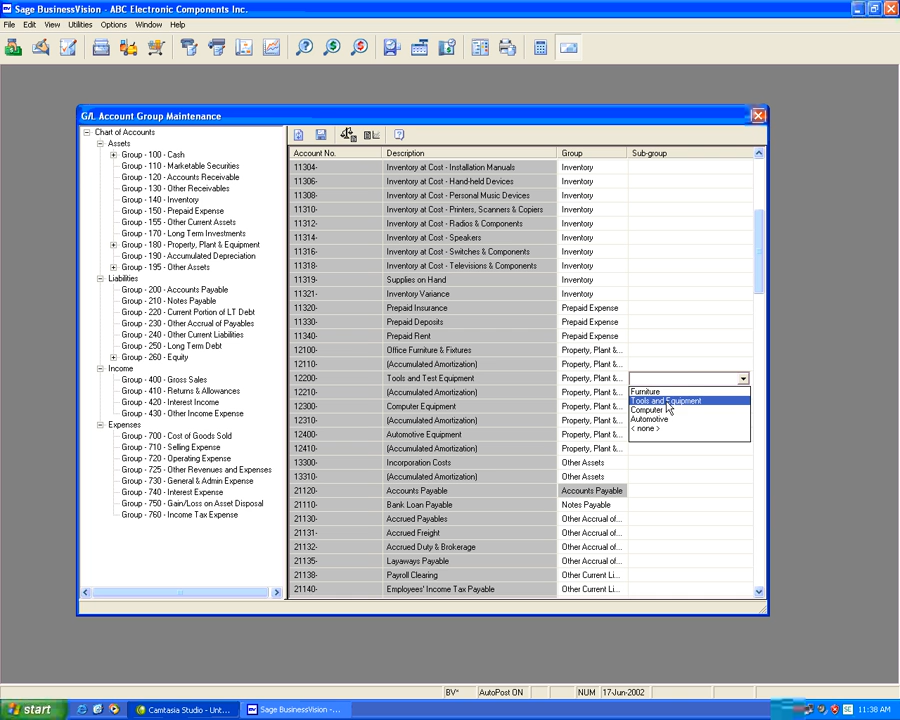 Sage BusinessVision - ABC Electronic Components Inc.
File Edit View Utilities Options Window Help
G/L Account Group Maintenance
Chart of Accounts
Assets
Group - 100 - Cash
Group - 110 - Marketable Securities
Group - 120 - Accounts Receivable
Group - 130 - Other Receivables
Group - 140 - Inventory
Group - 150 - Prepaid Expense
Group - 155 - Other Current Assets
Group - 170 - Long Term Investments
Group - 180 - Property, Plant & Equipment
Group - 190 - Accumulated Depreciation
Group - 195 - Other Assets
Liabilities
Group - 200 - Accounts Payable
Group - 210 - Notes Payable
Group - 220 - Current Portion of LT Debt
Group - 230 - Other Accrual of Payables
Group - 240 - Other Current Liabilities
Group - 250 - Long Term Debt
Group - 260 - Equity
Income
Group - 400 - Gross Sales
Group - 410 - Returns & Allowances
Group - 420 - Interest Income
Group - 430 - Other Income Expense
Expenses
Group - 700 - Cost of Goods Sold
Group - 710 - Selling Expense
Group - 720 - Operating Expense
Group - 725 - Other Revenues and Expenses
Group - 730 - General & Admin Expense
Group - 740 - Interest Expense
Group - 750 - Gain/Loss on Asset Disposal
Group - 760 - Income Tax Expense
Account No. Description Group Sub-group
11304- Inventory at Cost - Installation Manuals Inventory
11306- Inventory at Cost - Hand-held Devices Inventory
11308- Inventory at Cost - Personal Music Devices Inventory
11310- Inventory at Cost - Printers, Scanners & Copiers Inventory
11312- Inventory at Cost - Radios & Components Inventory
11314- Inventory at Cost - Speakers Inventory
11316- Inventory at Cost - Switches & Components Inventory
11318- Inventory at Cost - Televisions & Components Inventory
11319- Supplies on Hand Inventory
11321- Inventory Variance Inventory
11320- Prepaid Insurance Prepaid Expense
11330- Prepaid Deposits Prepaid Expense
11340- Prepaid Rent Prepaid Expense
12100- Office Furniture & Fixtures Property, Plant &...
12110- (Accumulated Amortization) Property, Plant &...
12200- Tools and Test Equipment Property, Plant &...
12210- (Accumulated Amortization) Property, Plant &...
12300- Computer Equipment Property, Plant &...
12310- (Accumulated Amortization) Property, Plant &...
12400- Automotive Equipment Property, Plant &...
12410- (Accumulated Amortization) Property, Plant &...
13300- Incorporation Costs Other Assets
13310- (Accumulated Amortization) Other Assets
21120- Accounts Payable Accounts Payable
21110- Bank Loan Payable Notes Payable
21130- Accrued Payables Other Accrual of...
21131- Accrued Freight Other Accrual of...
21132- Accrued Duty & Brokerage Other Accrual of...
21135- Layaways Payable Other Accrual of...
21138- Payroll Clearing Other Current Li...
21140- Employees' Income Tax Payable Other Current Li...
Furniture
Tools and Equipment
Computer
Automotive
< none >
BV* AutoPost ON NUM 17-Jun-2002
start Camtasia Studio - Unt... Sage BusinessVision -... SE 11:38 AM